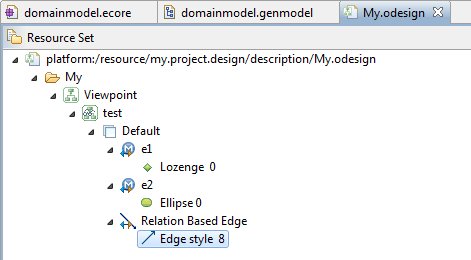 domainmodel.ecore domainmodel.genmodel My.odesign
Resource Set
platform:/resource/my.project.design/description/My.odesign
My
Viewpoint
test
Default
e1
Lozenge 0
e2
Ellipse 0
Relation Based Edge
Edge style 8